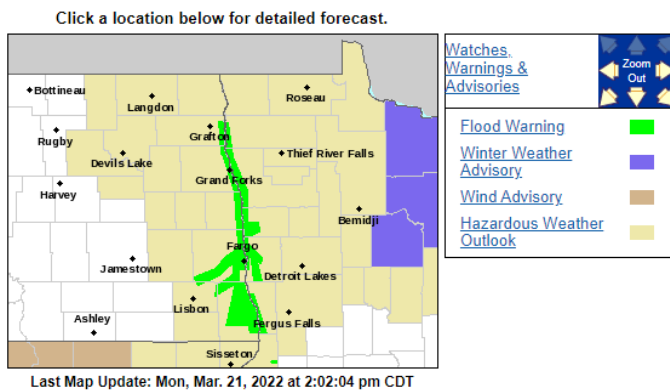 Click a location below for detailed forecast.
Bottineau
Langdon
Roseau
Rugby
Grafton
Devils Lake
Thief River Falls
Grand Forks
Harvey
Bemidji
Fargo
Jamestown
Detroit Lakes
Lisbon
Ashley
Fergus Falls
Sisseton
Last Map Update: Mon, Mar. 21, 2022 at 2:02:04 pm CDT
Watches,
Warnings &
Advisories
Zoom
Out
Flood Warning
Winter Weather
Advisory
Wind Advisory
Hazardous Weather
Outlook